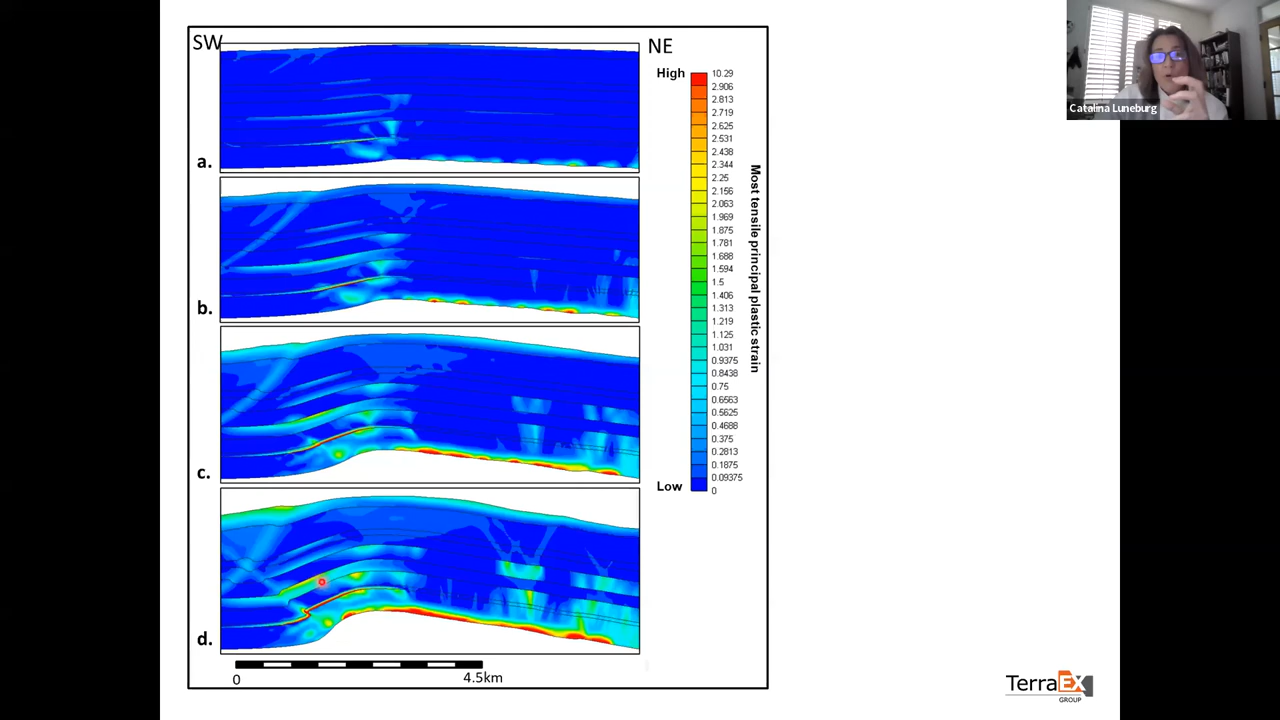 SW
NE
High
10.29
2.906
2.813
2.719
2.625
2.531
2.438
2.344
2.25
2.156
2.063
1.969
1.875
1.781
1.688
1.594
1.5
1.406
1.313
1.219
1.125
1.031
0.9375
0.8438
0.75
0.6563
0.5625
0.4688
0.375
0.2813
0.1875
0.09375
0
Low
Most tensile principal plastic strain
a.
b.
c.
d.
0
4.5km
Catalina Luneburg
TerraEX
GROUP